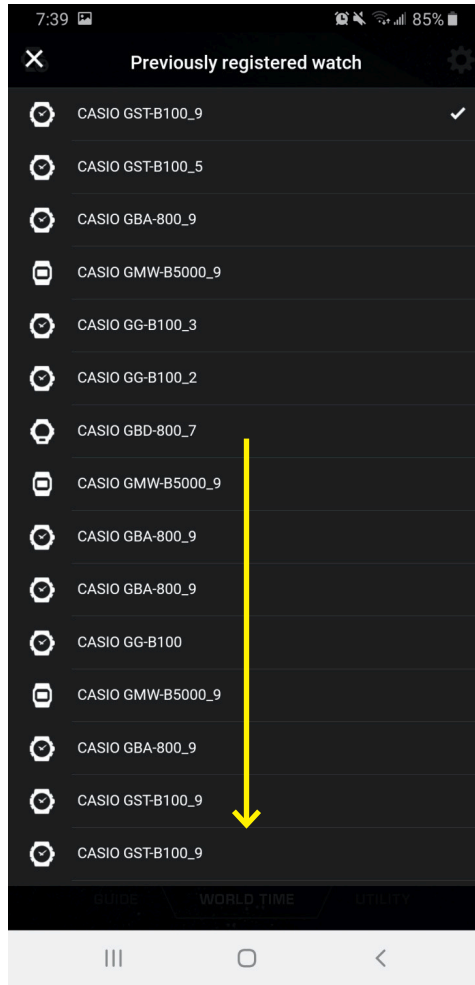 7:39 85%
Previously registered watch
CASIO GST-B100_9
CASIO GST-B100_5
CASIO GBA-800_9
CASIO GMW-B5000_9
CASIO GG-B100_3
CASIO GG-B100_2
CASIO GBD-800_7
CASIO GMW-B5000_9
CASIO GBA-800_9
CASIO GBA-800_9
CASIO GG-B100
CASIO GMW-B5000_9
CASIO GBA-800_9
CASIO GST-B100_9
CASIO GST-B100_9
GUIDE WORLD TIME UTILITY